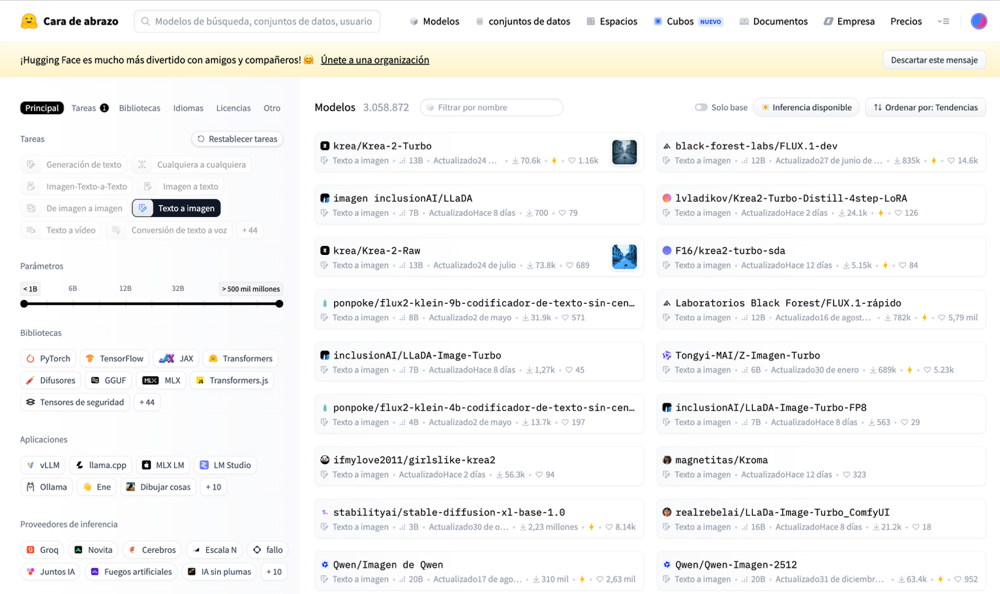 Cara de abrazo
Modelos de búsqueda, conjuntos de datos, usuario
Modelos
conjuntos de datos
Espacios
Cubos NUEVO
Documentos
Empresa
Precios
¡Hugging Face es mucho más divertido con amigos y compañeros! Únete a una organización
Descartar este mensaje
Principal
Tareas 1
Bibliotecas
Idiomas
Licencias
Otro
Tareas
Restablecer tareas
Generación de texto
Cualquiera a cualquiera
Imagen-Texto-a-Texto
Imagen a texto
De imagen a imagen
Texto a imagen
Texto a vídeo
Conversión de texto a voz
+ 44
Parámetros
< 1B
6B
12B
32B
> 500 mil millones
Bibliotecas
PyTorch
TensorFlow
JAX
Transformers
Difusores
GGUF
MLX
MLX
JS
Transformers.js
Tensores de seguridad
+ 44
Aplicaciones
vLLM
llama.cpp
MLX LM
LM Studio
Ollama
Ene
Dibujar cosas
+ 10
Proveedores de inferencia
Groq
Novita
Cerebros
Escala N
fallo
Juntos IA
Fuegos artificiales
IA sin plumas
+ 10
Modelos 3.058.872
Filtrar por nombre
Solo base
Inferencia disponible
Ordenar por: Tendencias
krea/Krea-2-Turbo
Texto a imagen • 13B • Actualizado24 ... • 70.6k • 1.16k
black-forest-labs/FLUX.1-dev
Texto a imagen • 12B • Actualizado27 de junio de ... • 835k • 14.6k
imagen inclusionAI/LLaDA
Texto a imagen • 7B • ActualizadoHace 8 días • 700 • 79
lvladikov/Krea2-Turbo-Distill-4step-LoRA
Texto a imagen • ActualizadoHace 2 días • 24.1k • 126
krea/Krea-2-Raw
Texto a imagen • 13B • Actualizado24 de julio • 73.8k • 689
F16/krea2-turbo-sda
Texto a imagen • ActualizadoHace 12 días • 5.15k • 84
ponpoke/flux2-klein-9b-codificador-de-texto-sin-cen...
Texto a imagen • 8B • Actualizado2 de mayo • 31.9k • 571
Laboratorios Black Forest/FLUX.1-rápido
Texto a imagen • 12B • Actualizado16 de agost... • 782k • 5,79 mil
inclusionAI/LLaDA-Image-Turbo
Texto a imagen • 7B • ActualizadoHace 8 días • 1,27k • 45
Tongyi-MAI/Z-Imagen-Turbo
Texto a imagen • 6B • Actualizado30 de enero • 689k • 5.23k
ponpoke/flux2-klein-4b-codificador-de-texto-sin-cen...
Texto a imagen • 4B • Actualizado2 de mayo • 13.7k • 197
inclusionAI/LLaDA-Image-Turbo-FP8
Texto a imagen • 7B • ActualizadoHace 8 días • 563 • 29
ifmylove2011/girlslike-krea2
Texto a imagen • ActualizadoHace 2 días • 56.3k • 94
magnetitas/Kroma
Texto a imagen • ActualizadoHace 12 días • 323
stabilityai/stable-diffusion-xl-base-1.0
Texto a imagen • 3B • Actualizado30 de o... • 2,23 millones • 8.14k
realrebelai/LLaDa-Image-Turbo_ComfyUI
Texto a imagen • 16B • ActualizadoHace 8 días • 21.2k • 18
Qwen/Imagen de Qwen
Texto a imagen • 20B • Actualizado17 de ago... • 310 mil • 2,63 mil
Qwen/Qwen-Imagen-2512
Texto a imagen • 20B • Actualizado31 de diciembr... • 63.4k • 952